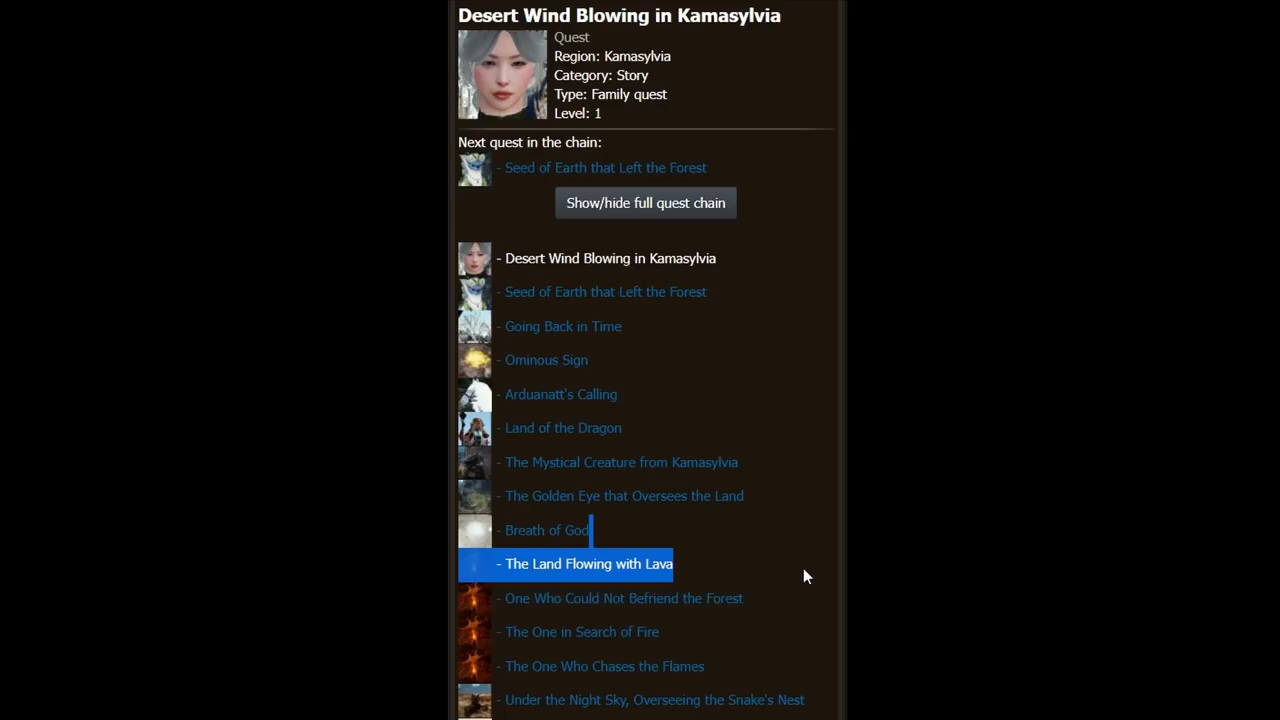 Desert Wind Blowing in Kamasylvia
Quest
Region: Kamasylvia
Category: Story
Type: Family quest
Level: 1
Next quest in the chain:
- Seed of Earth that Left the Forest
Show/hide full quest chain
- Desert Wind Blowing in Kamasylvia
- Seed of Earth that Left the Forest
- Going Back in Time
- Ominous Sign
- Arduanatt's Calling
- Land of the Dragon
- The Mystical Creature from Kamasylvia
- The Golden Eye that Oversees the Land
- Breath of God
- The Land Flowing with Lava
- One Who Could Not Befriend the Forest
- The One in Search of Fire
- The One Who Chases the Flames
- Under the Night Sky, Overseeing the Snake's Nest